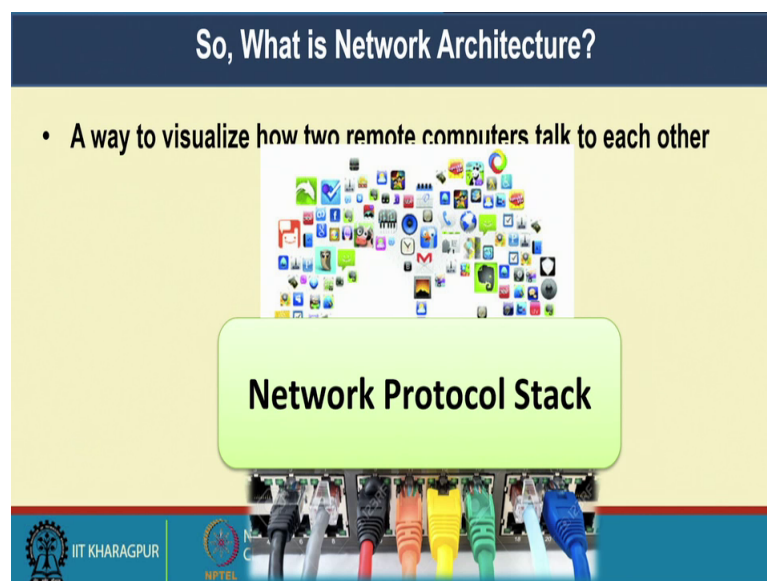 So, What is Network Architecture?
• A way to visualize how two remote computers talk to each other
Network Protocol Stack
IIT KHARAGPUR
NPTEL